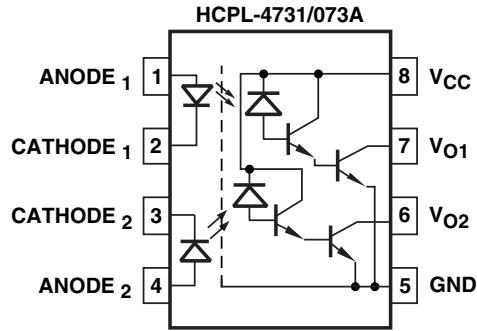 HCPL-4731/073A
ANODE 1 1 8 VCC
CATHODE 1 2 7 VO1
CATHODE 2 3 6 VO2
ANODE 2 4 5 GND